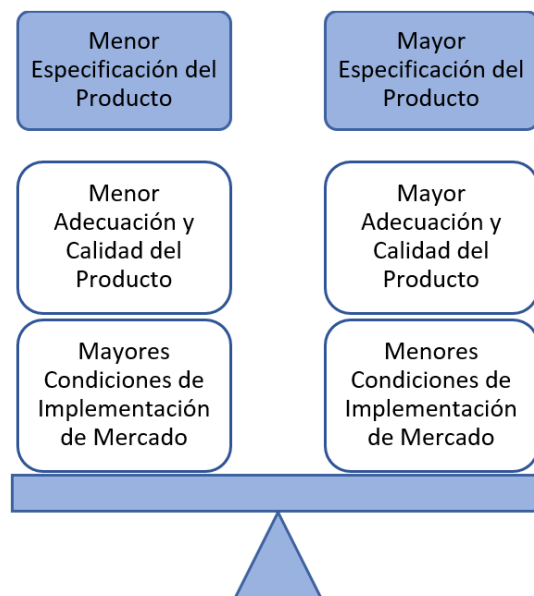 Menor
Especificación del
Producto
Mayor
Especificación del
Producto
Menor
Adecuación y
Calidad del
Producto
Mayor
Adecuación y
Calidad del
Producto
Mayores
Condiciones de
Implementación
de Mercado
Menores
Condiciones de
Implementación
de Mercado